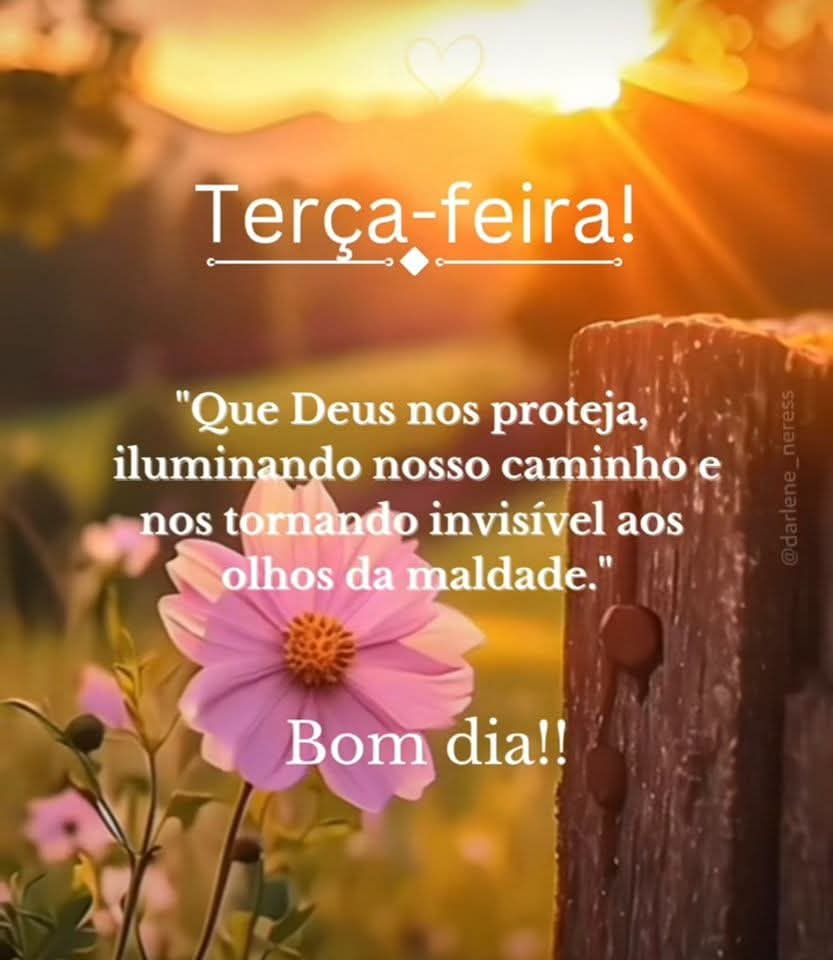 Terça-feira!
"Que Deus nos proteja,
iluminando nosso caminho e
nos tornando invisível aos
olhos da maldade."
Bom dia!!
@darlene_neress